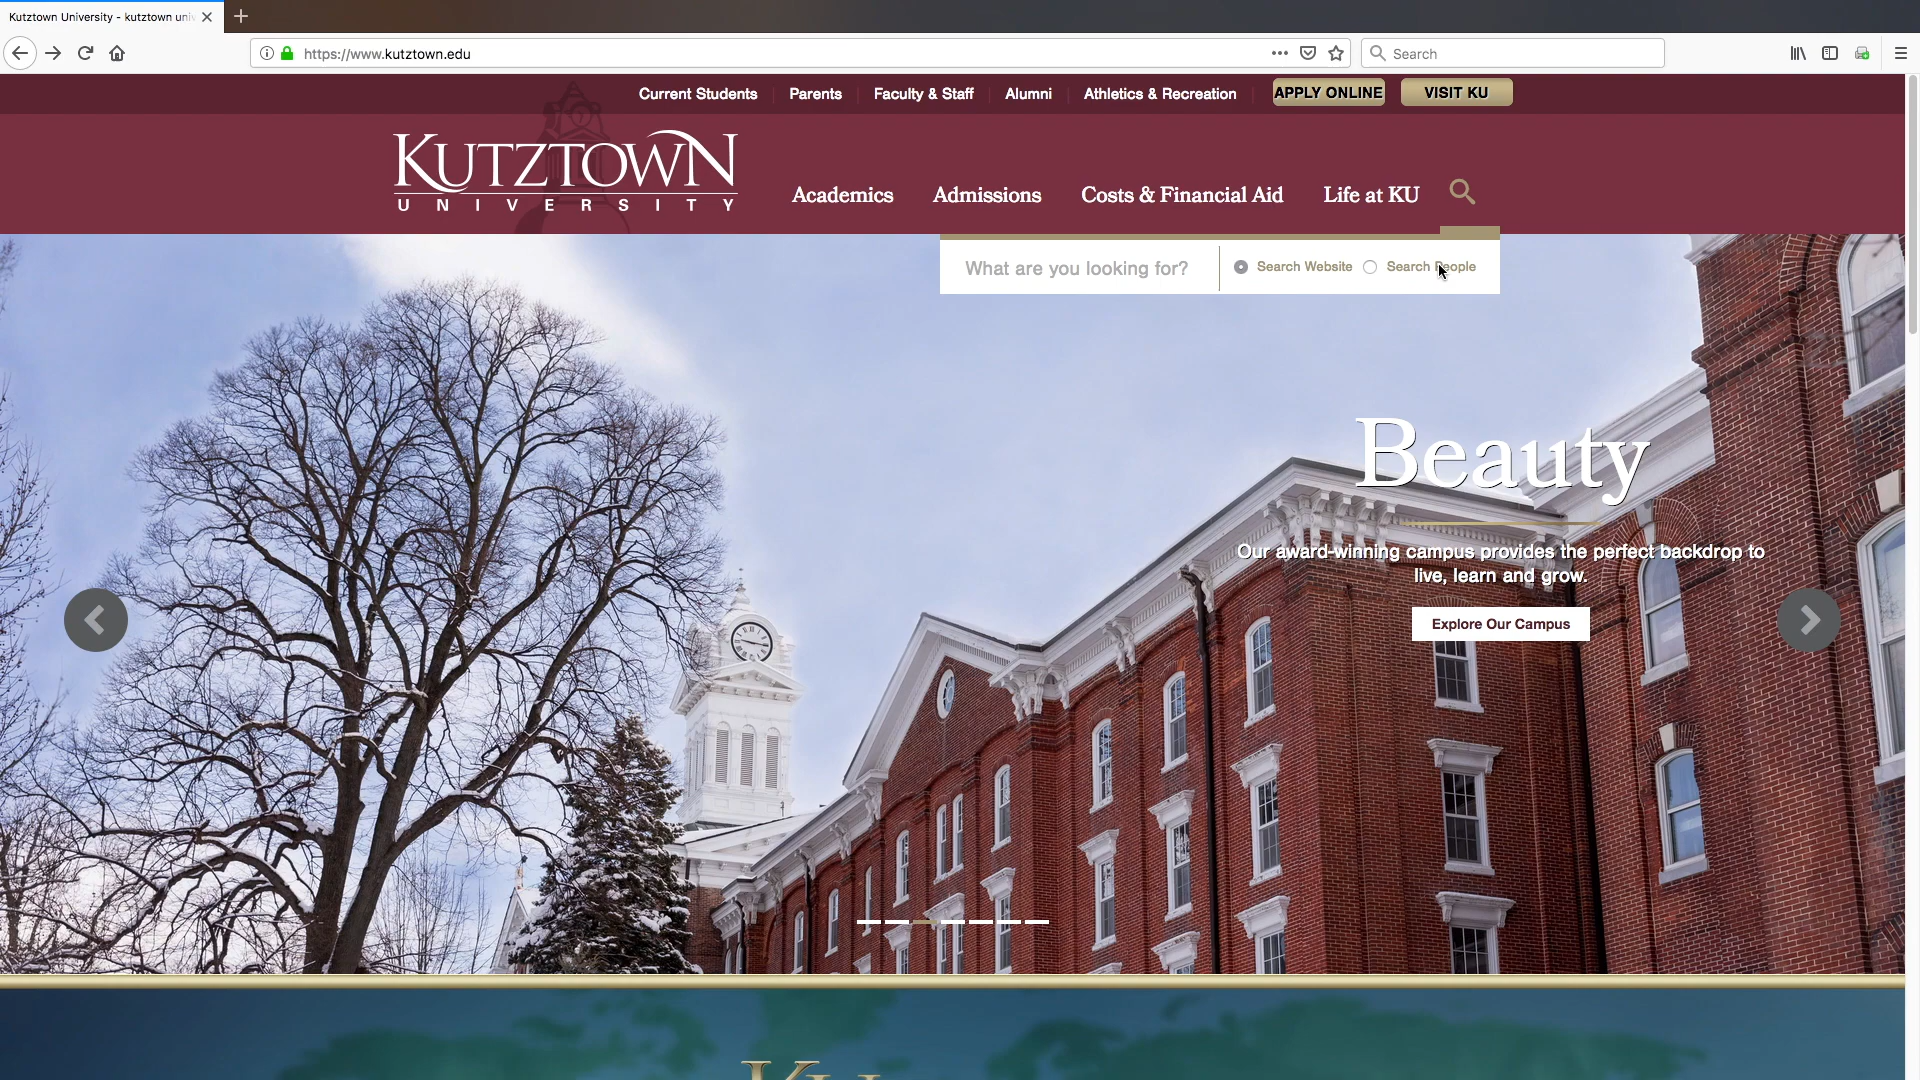 Kutztown University - kutztown univ
https://www.kutztown.edu
Search
Current Students
Parents
Faculty & Staff
Alumni
Athletics & Recreation
APPLY ONLINE
VISIT KU
KUTZTOWN
UNIVERSITY
Academics
Admissions
Costs & Financial Aid
Life at KU
What are you looking for?
Search Website
Search People
Beauty
Our award-winning campus provides the perfect backdrop to
live, learn and grow.
Explore Our Campus
KU